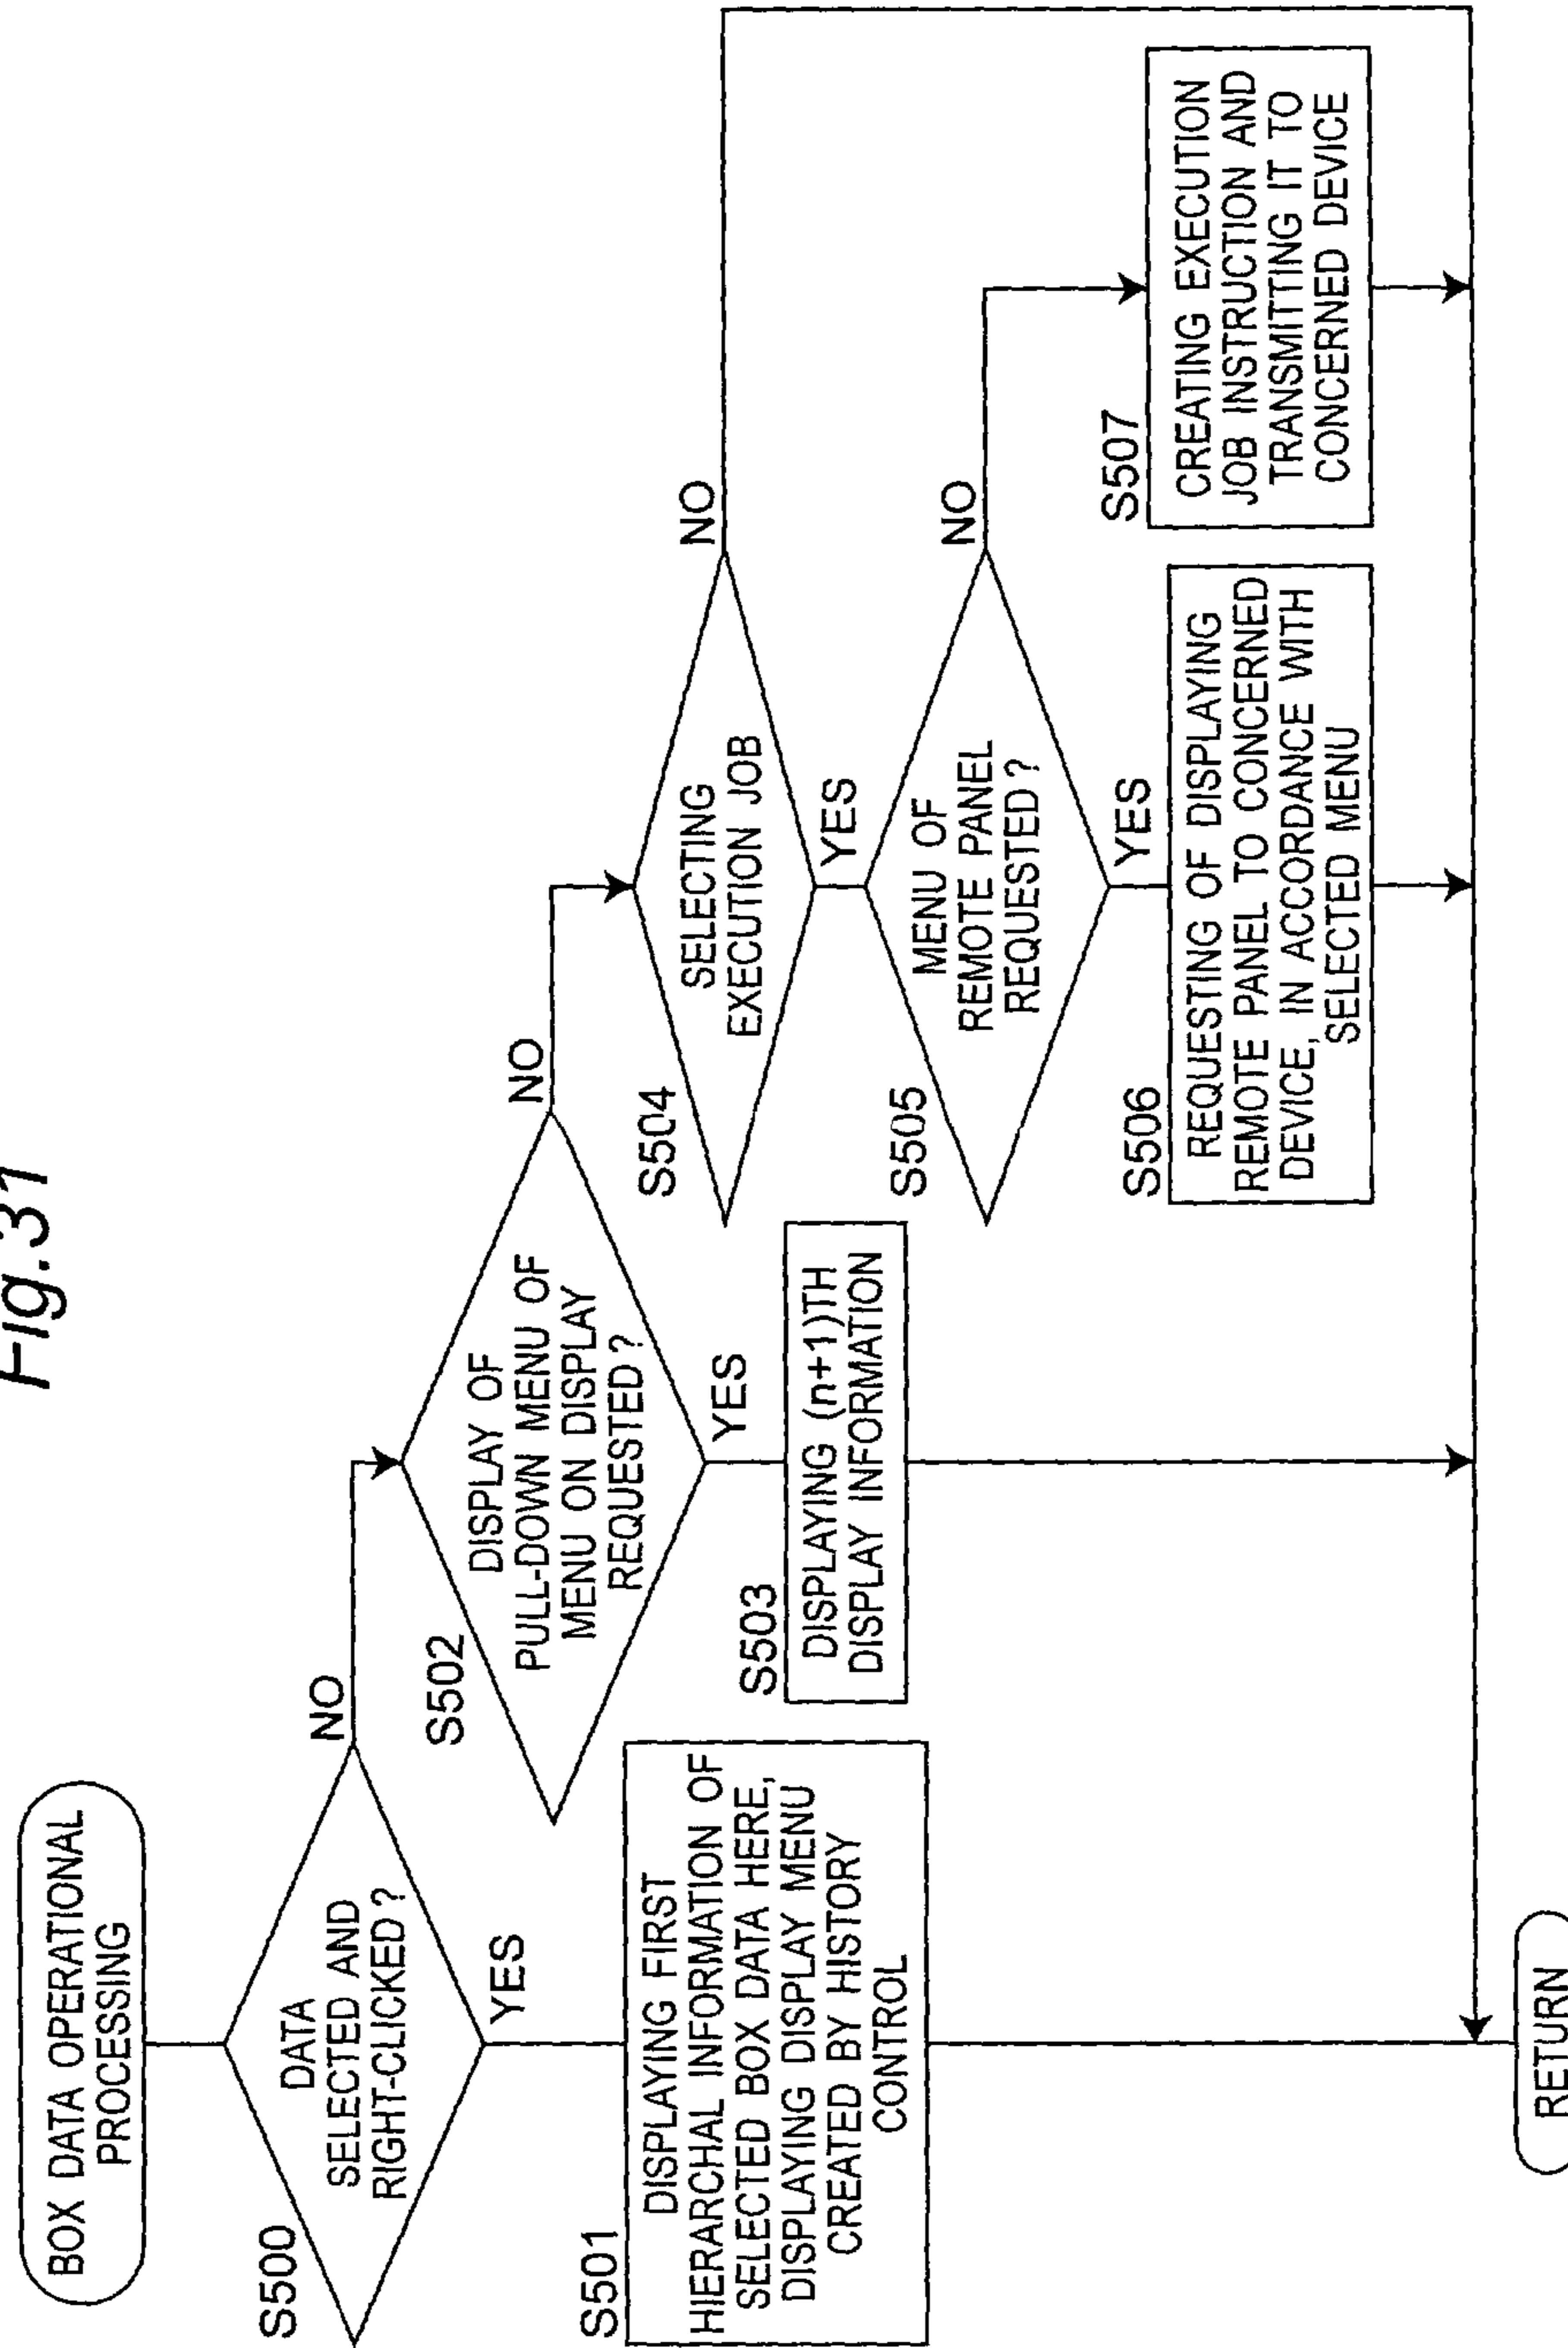 Fig.31
BOX DATA OPERATIONAL
PROCESSING
S500
DATA
SELECTED AND
RIGHT-CLICKED?
NO
YES
S501
DISPLAYING FIRST
HIERARCHAL INFORMATION OF
SELECTED BOX DATA HERE,
DISPLAYING DISPLAY MENU
CREATED BY HISTORY
CONTROL
S502
DISPLAY OF
PULL-DOWN MENU OF
MENU ON DISPLAY
REQUESTED?
NO
YES
S503
DISPLAYING (n+1)TH
DISPLAY INFORMATION
S504
SELECTING
EXECUTION JOB
NO
YES
S505
MENU OF
REMOTE PANEL
REQUESTED?
NO
YES
S506
REQUESTING OF DISPLAYING
REMOTE PANEL TO CONCERNED
DEVICE, IN ACCORDANCE WITH
SELECTED MENU
S507
CREATING EXECUTION
JOB INSTRUCTION AND
TRANSMITTING IT TO
CONCERNED DEVICE
RETURN